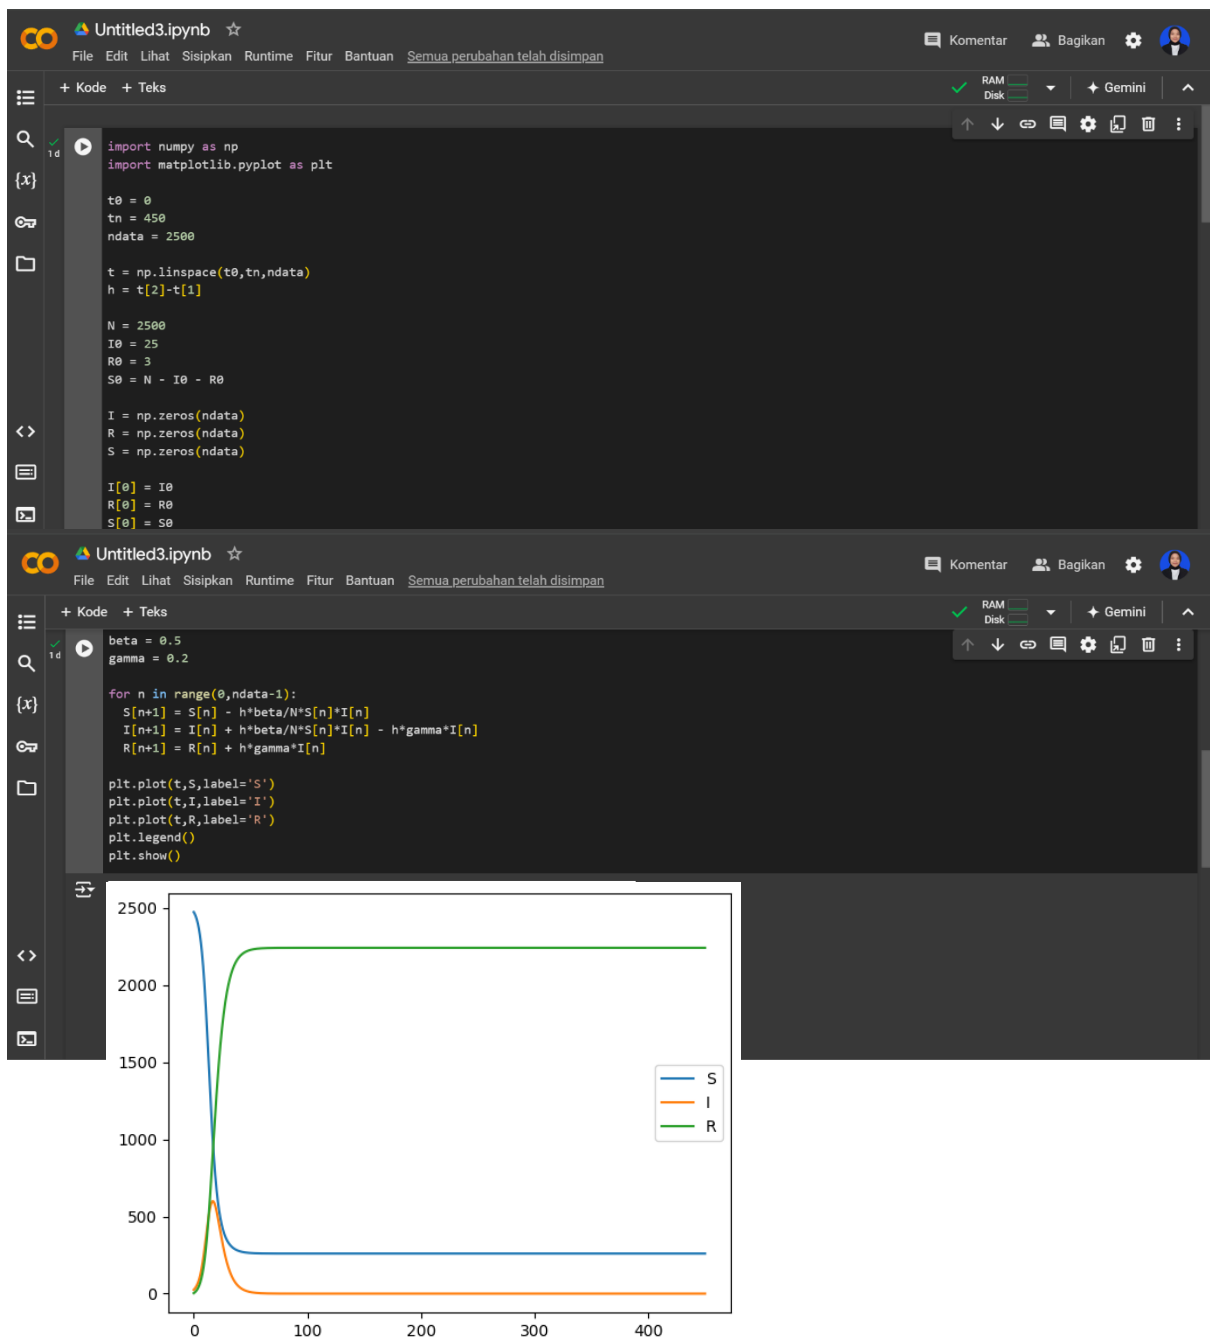 Untitled3.ipynb
File Edit Lihat Sisipkan Runtime Fitur Bantuan Semua perubahan telah disimpan
Komentar Bagikan
+ Kode + Teks
RAM
Disk
Gemini
1 d
import numpy as np
import matplotlib.pyplot as plt
t0 = 0
tn = 450
ndata = 2500
t = np.linspace(t0,tn,ndata)
h = t[2]-t[1]
N = 2500
I0 = 25
R0 = 3
S0 = N - I0 - R0
I = np.zeros(ndata)
R = np.zeros(ndata)
S = np.zeros(ndata)
I[0] = I0
R[0] = R0
S[0] = S0
Untitled3.ipynb
File Edit Lihat Sisipkan Runtime Fitur Bantuan Semua perubahan telah disimpan
Komentar Bagikan
+ Kode + Teks
RAM
Disk
Gemini
1 d
beta = 0.5
gamma = 0.2
for n in range(0,ndata-1):
  S[n+1] = S[n] - h*beta/N*S[n]*I[n]
  I[n+1] = I[n] + h*beta/N*S[n]*I[n] - h*gamma*I[n]
  R[n+1] = R[n] + h*gamma*I[n]
plt.plot(t,S,label='S')
plt.plot(t,I,label='I')
plt.plot(t,R,label='R')
plt.legend()
plt.show()
2500
2000
1500
1000
500
0
S
I
R
0 100 200 300 400